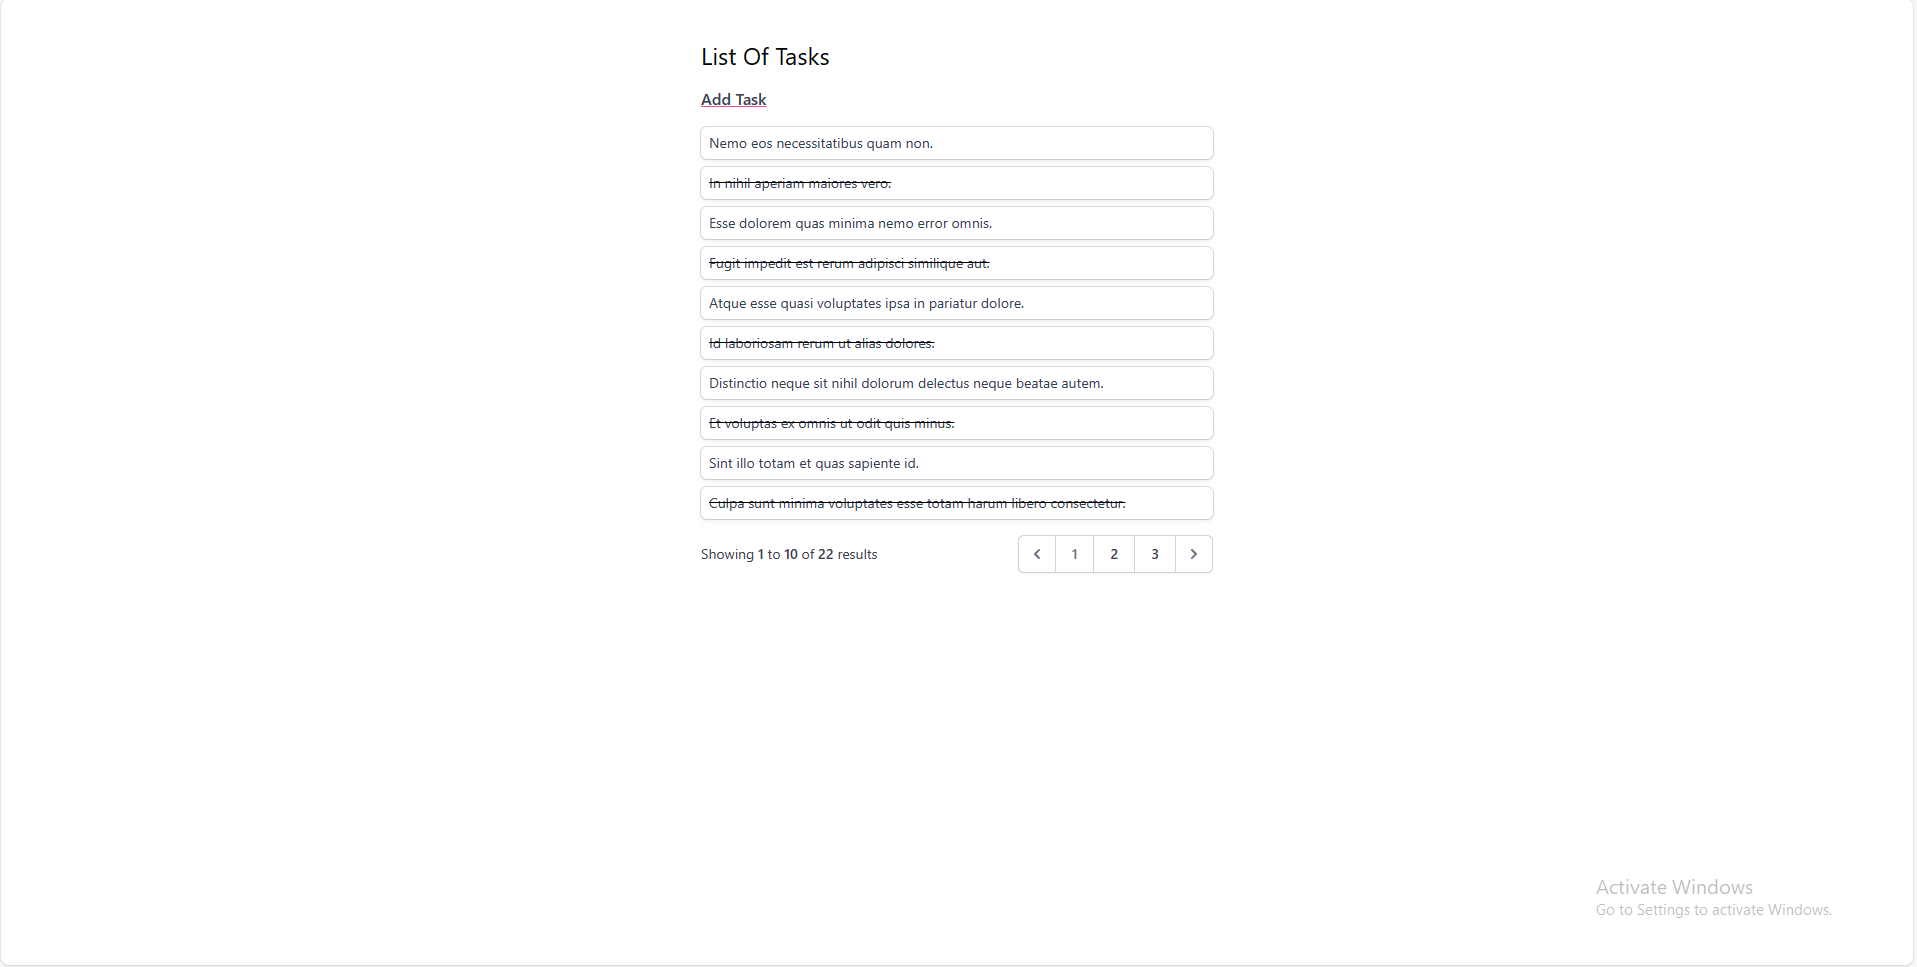 List Of Tasks
Add Task
Nemo eos necessitatibus quam non.
In nihil aperiam maiores vero.
Esse dolorem quas minima nemo error omnis.
Fugit impedit est rerum adipisci similique aut.
Atque esse quasi voluptates ipsa in pariatur dolore.
Id laboriosam rerum ut alias dolores.
Distinctio neque sit nihil dolorum delectus neque beatae autem.
Et voluptas ex omnis ut odit quis minus.
Sint illo totam et quas sapiente id.
Culpa sunt minima voluptates esse totam harum libero consectetur.
Showing 1 to 10 of 22 results 1 2 3
Activate Windows
Go to Settings to activate Windows.